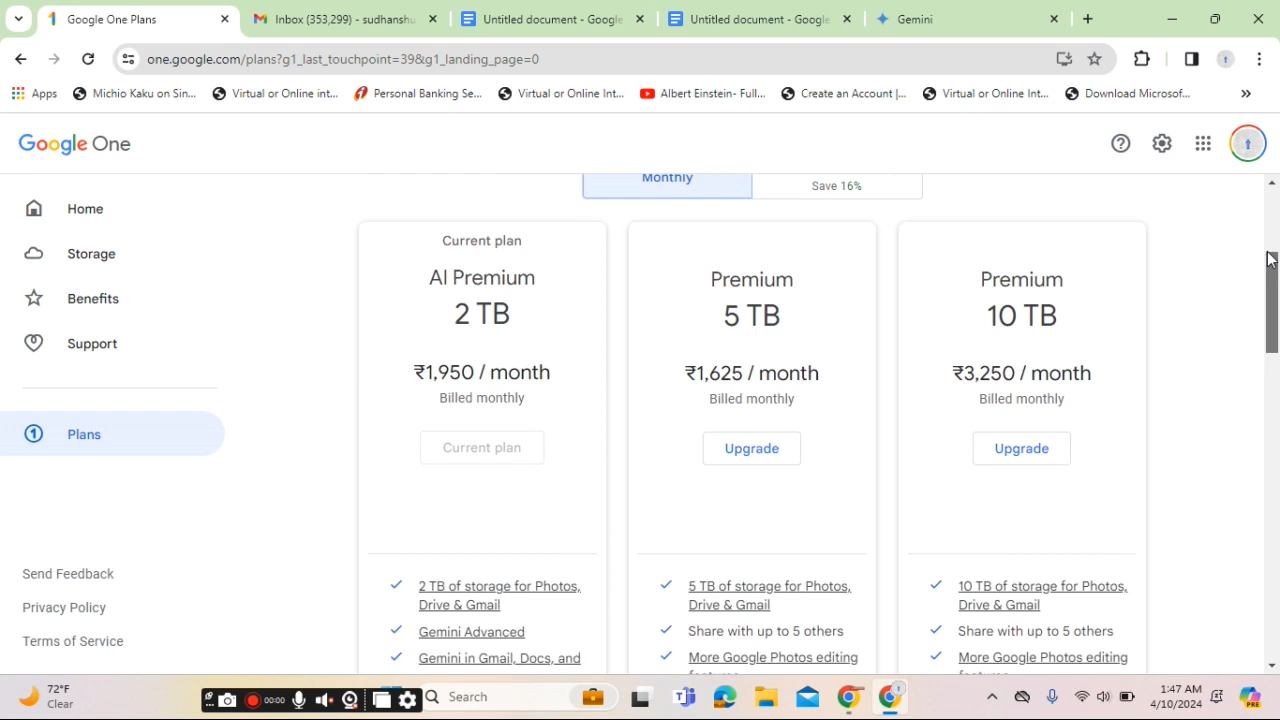 Google One Plans
Inbox (353,299) - sudhanshu
Untitled document - Google
Untitled document - Google
Gemini
one.google.com/plans?g1_last_touchpoint=39&g1_landing_page=0
Apps
Michio Kaku on Sin...
Virtual or Online int...
Personal Banking Se...
Virtual or Online Int...
Albert Einstein- Full...
Create an Account |...
Virtual or Online Int...
Download Microsof...
Google One
Home
Storage
Benefits
Support
Plans
Send Feedback
Privacy Policy
Terms of Service
Monthly
Save 16%
Current plan
AI Premium
2 TB
₹1,950 / month
Billed monthly
Current plan
2 TB of storage for Photos,
Drive & Gmail
Gemini Advanced
Gemini in Gmail, Docs, and
Premium
5 TB
₹1,625 / month
Billed monthly
Upgrade
5 TB of storage for Photos,
Drive & Gmail
Share with up to 5 others
More Google Photos editing
Premium
10 TB
₹3,250 / month
Billed monthly
Upgrade
10 TB of storage for Photos,
Drive & Gmail
Share with up to 5 others
More Google Photos editing
72°F
Clear
00:00
Search
1:47 AM
4/10/2024
PRE